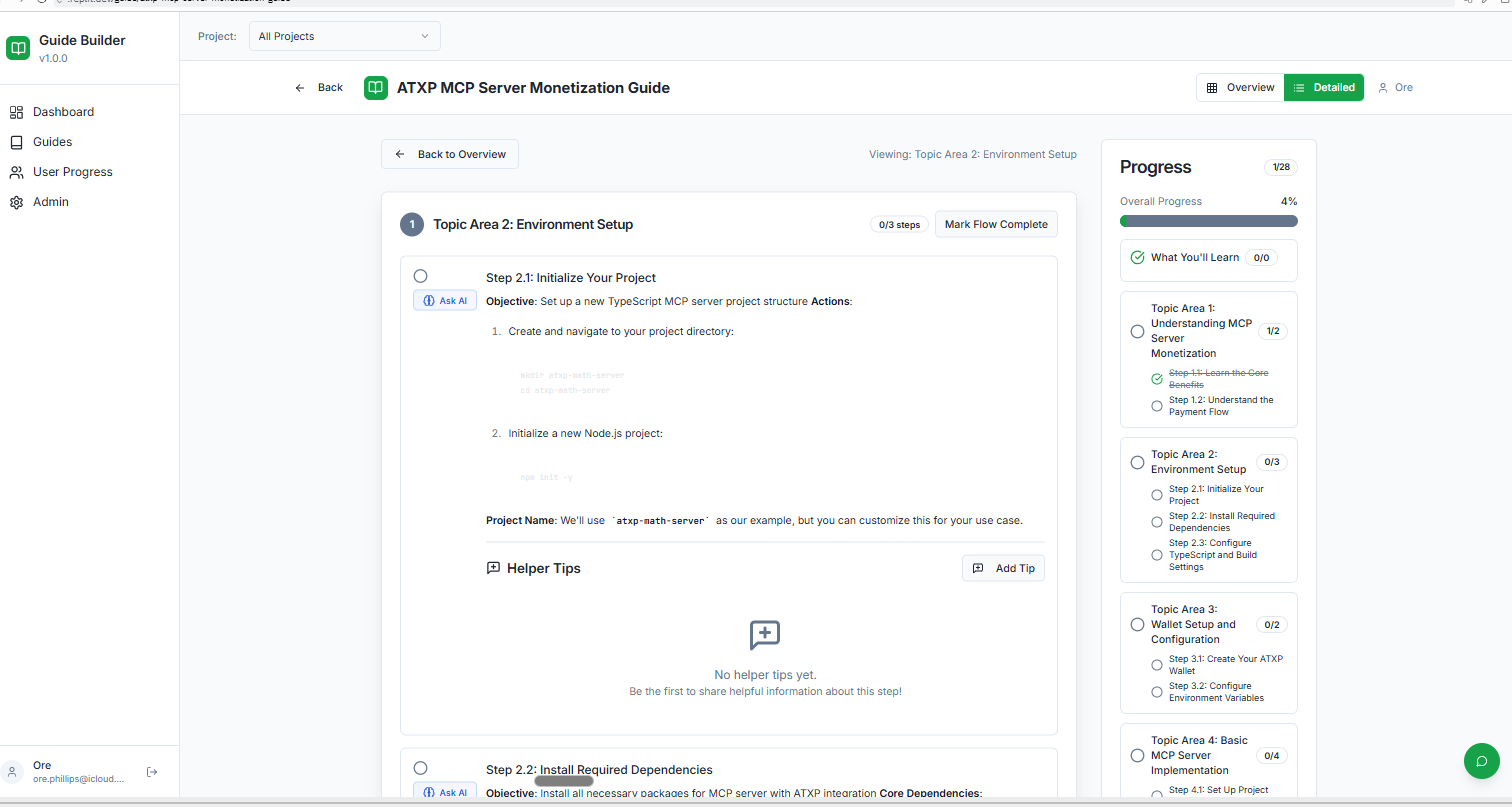 Project:
All Projects
Guide Builder
v1.0.0
Dashboard
Guides
User Progress
Admin
Ore
ore.phillips@icloud....
Back
ATXP MCP Server Monetization Guide
Overview
Detailed
Ore
Back to Overview
Viewing: Topic Area 2: Environment Setup
1
Topic Area 2: Environment Setup
0/3 steps
Mark Flow Complete
Step 2.1: Initialize Your Project
Ask AI
Objective: Set up a new TypeScript MCP server project structure Actions:
1. Create and navigate to your project directory:
mkdir atxp-math-server
cd atxp-math-server
2. Initialize a new Node.js project:
npm init -y
Project Name: We'll use `atxp-math-server` as our example, but you can customize this for your use case.
Helper Tips
Add Tip
No helper tips yet.
Be the first to share helpful information about this step!
Step 2.2: Install Required Dependencies
Ask AI
Objective: Install all necessary packages for MCP server with ATXP integration Core Dependencies:
Progress
1/28
Overall Progress
4%
What You'll Learn
0/0
Topic Area 1:
Understanding MCP
Server
Monetization
1/2
Step 1.1: Learn the Core
Benefits
Step 1.2: Understand the
Payment Flow
Topic Area 2:
Environment Setup
0/3
Step 2.1: Initialize Your
Project
Step 2.2: Install Required
Dependencies
Step 2.3: Configure
TypeScript and Build
Settings
Topic Area 3:
Wallet Setup and
Configuration
0/2
Step 3.1: Create Your ATXP
Wallet
Step 3.2: Configure
Environment Variables
Topic Area 4: Basic
MCP Server
Implementation
0/4
Step 4.1: Set Up Project